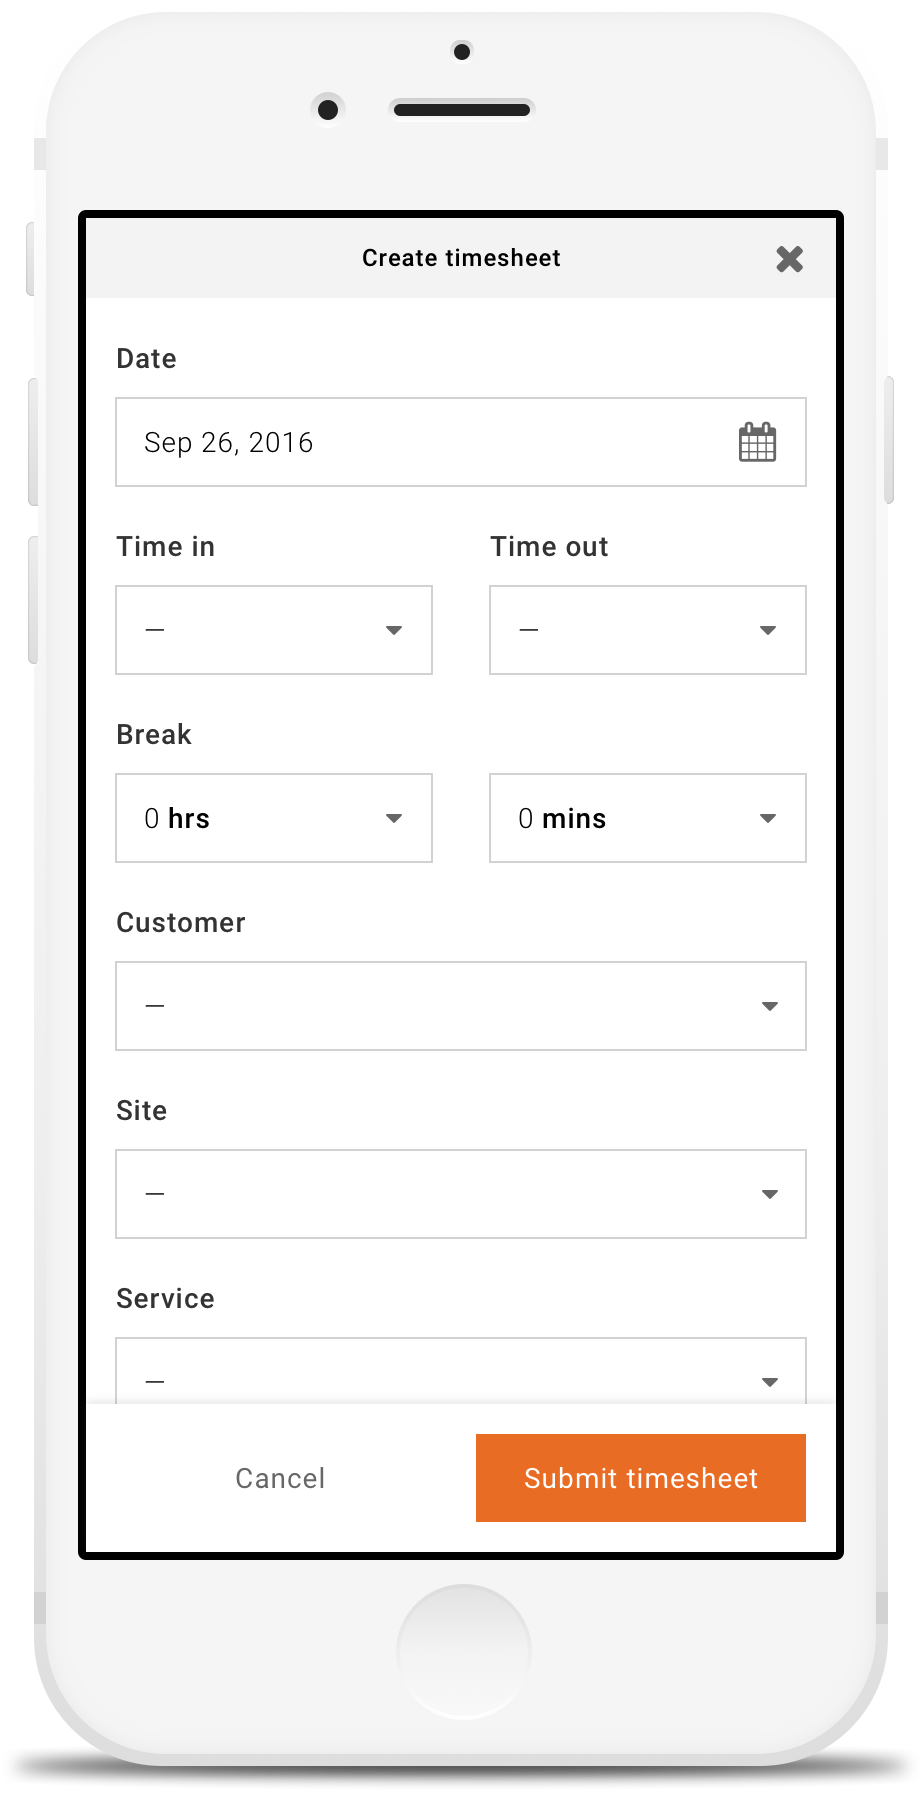 Create timesheet
Date
Sep 26, 2016
Time in Time out
— —
Break
0 hrs 0 mins
Customer
—
Site
—
Service
—
Cancel Submit timesheet